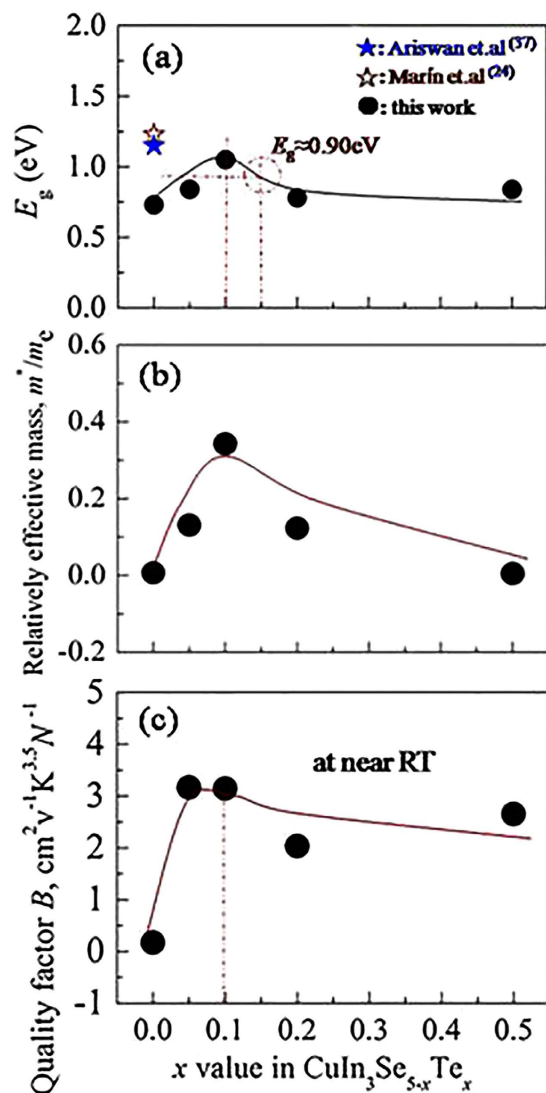 2.0
(a)
★: Ariswan et.al (37)
☆: Marín et.al (24)
●: this work
1.5
Eg≈0.90eV
1.0
0.5
0.0
Eg (eV)
0.6
(b)
0.4
0.2
0.0
-0.2
Relatively effective mass, m*/me
5
(c)
4
at near RT
3
2
1
0
-1
Quality factor B, cm²v⁻¹K³·⁵N⁻¹
0.0 0.1 0.2 0.3 0.4 0.5
x value in CuIn₃Se₅₋ₓTeₓ